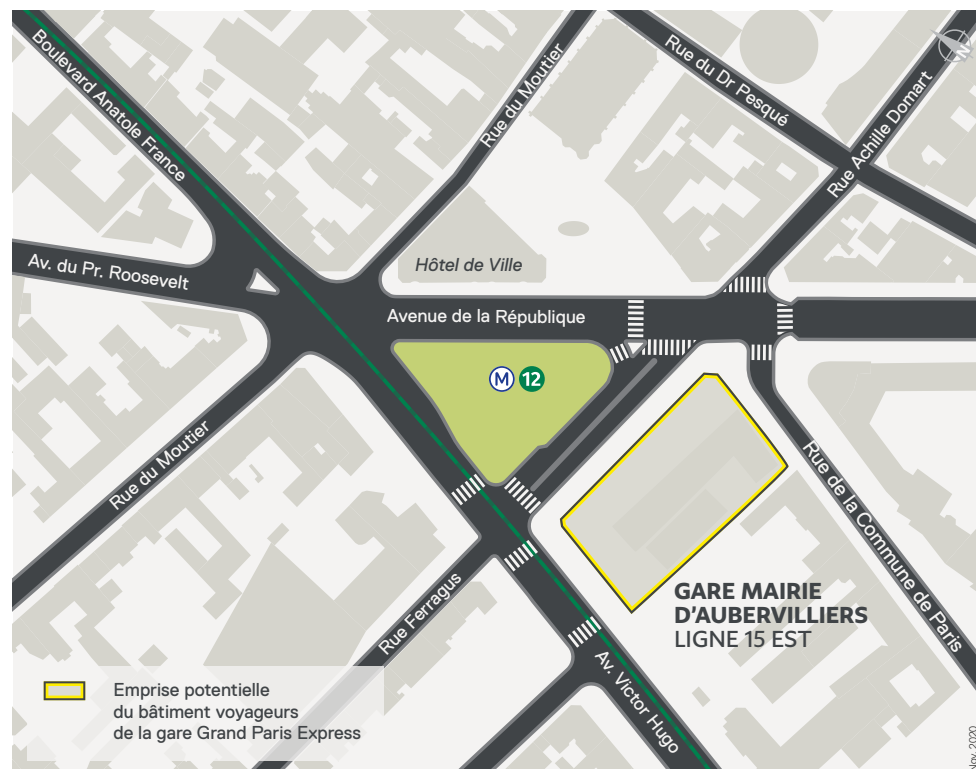 Boulevard Anatole France
Rue du Moutier
Rue du Dr Pesqué
Rue Achille Domart
N
Av. du Pr. Roosevelt
Hôtel de Ville
Avenue de la République
M 12
Rue du Moutier
Rue Ferragus
Rue de la Commune de Paris
GARE MAIRIE
D'AUBERVILLIERS
LIGNE 15 EST
Av. Victor Hugo
Emprise potentielle
du bâtiment voyageurs
de la gare Grand Paris Express
Nov. 2020